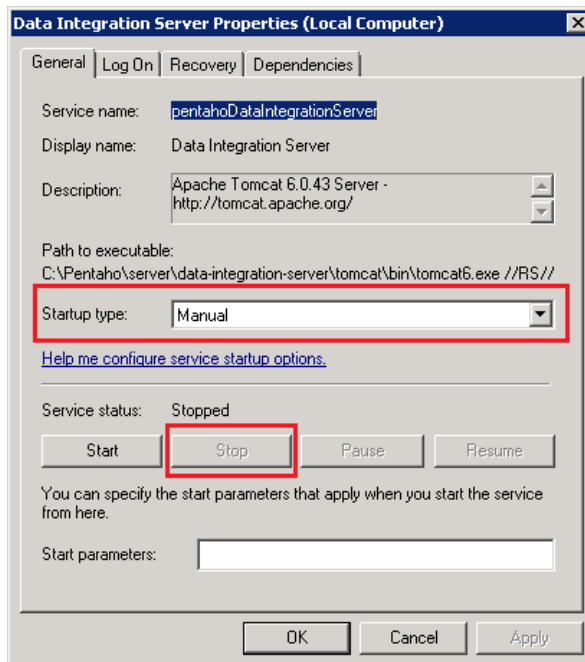 Data Integration Server Properties (Local Computer)
General Log On Recovery Dependencies
Service name: pentahoDataIntegrationServer
Display name: Data Integration Server
Description: Apache Tomcat 6.0.43 Server -
http://tomcat.apache.org/
Path to executable:
C:\Pentaho\server\data-integration-server\tomcat\bin\tomcat6.exe //RS//
Startup type: Manual
Help me configure service startup options.
Service status: Stopped
Start Stop Pause Resume
You can specify the start parameters that apply when you start the service
from here.
Start parameters:
OK Cancel Apply